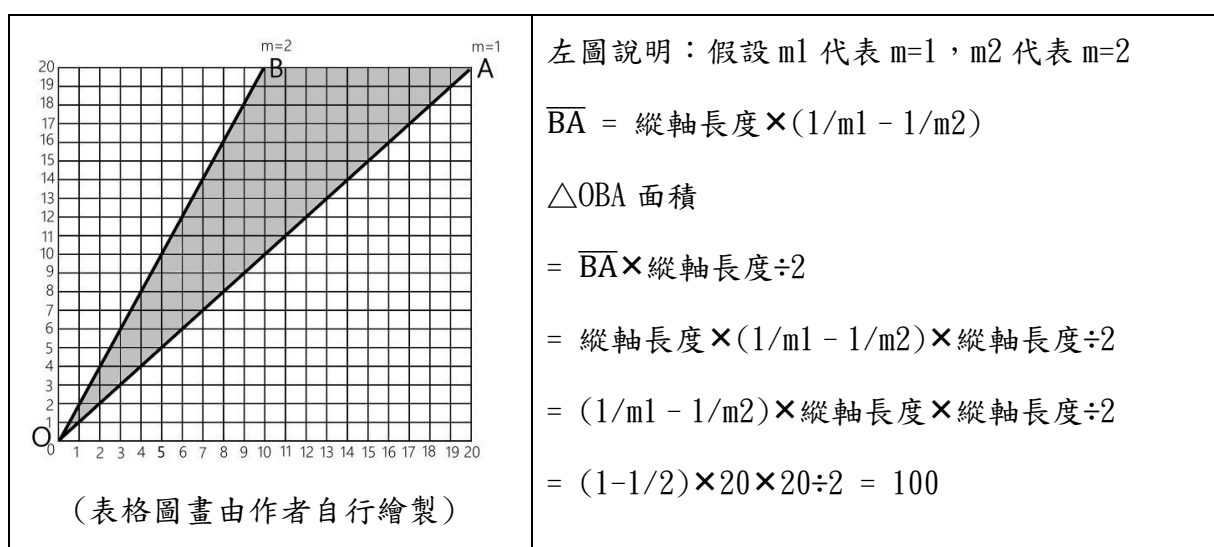 m=2
m=1
B
A
20
19
18
17
16
15
14
13
12
11
10
9
8
7
6
5
4
3
2
1
O
0 1 2 3 4 5 6 7 8 9 10 11 12 13 14 15 16 17 18 19 20
(表格圖畫由作者自行繪製)
左圖說明：假設 m1 代表 m=1，m2 代表 m=2
B̅A̅ = 縱軸長度×(1/m1–1/m2)
△OBA 面積
= B̅A̅×縱軸長度÷2
= 縱軸長度×(1/m1–1/m2)×縱軸長度÷2
= (1/m1–1/m2)×縱軸長度×縱軸長度÷2
= (1-1/2)×20×20÷2 = 100